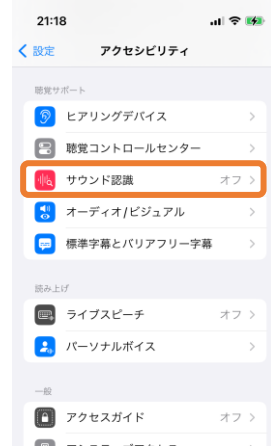 21:18
設定 アクセシビリティ
聴覚サポート
ヒアリングデバイス
聴覚コントロールセンター
サウンド認識 オフ
オーディオ/ビジュアル
標準字幕とバリアフリー字幕
読み上げ
ライブスピーチ オフ
パーソナルボイス
一般
アクセスガイド オフ